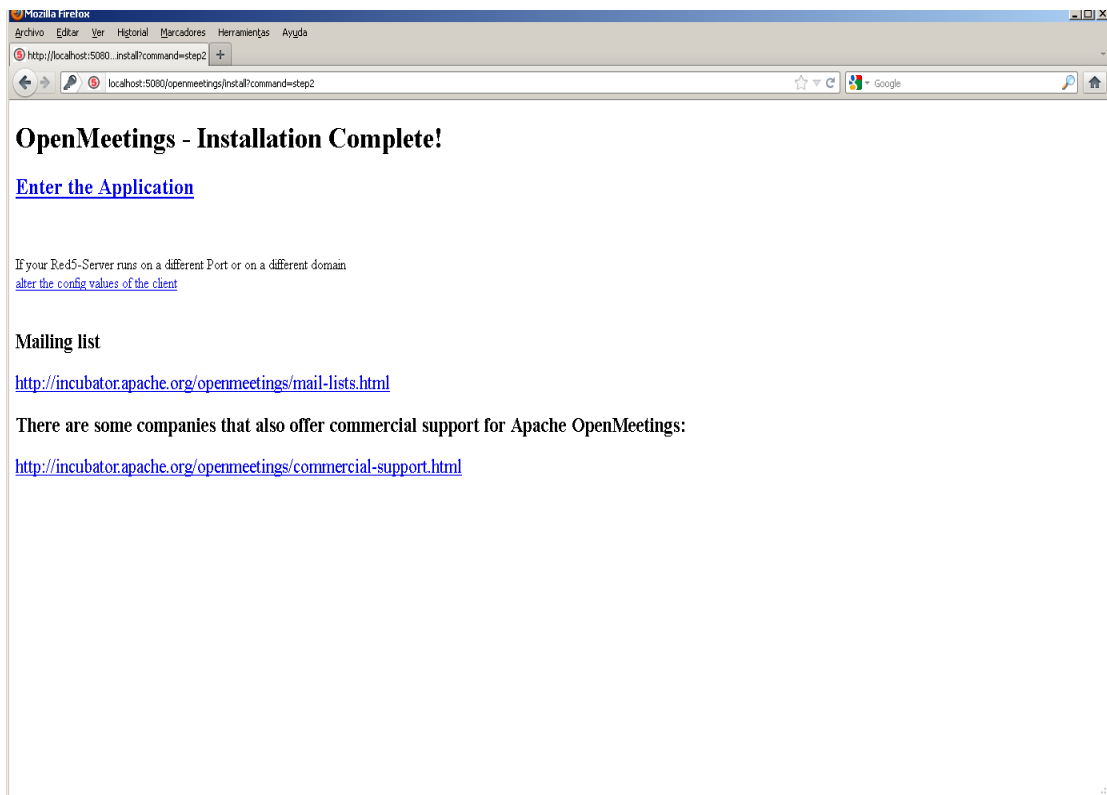 Mozilla Firefox
Archivo Editar Ver Historial Marcadores Herramientas Ayuda
http://localhost:5080...install?command=step2
localhost:5080/openmeetings/install?command=step2
Google
OpenMeetings - Installation Complete!
Enter the Application
If your Red5-Server runs on a different Port or on a different domain
alter the config values of the client
Mailing list
http://incubator.apache.org/openmeetings/mail-lists.html
There are some companies that also offer commercial support for Apache OpenMeetings:
http://incubator.apache.org/openmeetings/commercial-support.html